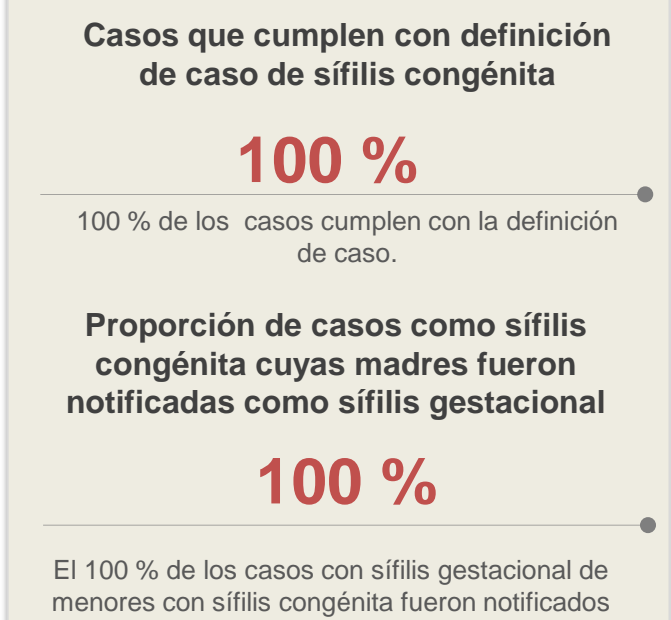 Casos que cumplen con definición
de caso de sífilis congénita
100 %
100 % de los casos cumplen con la definición
de caso.
Proporción de casos como sífilis
congénita cuyas madres fueron
notificadas como sífilis gestacional
100 %
El 100 % de los casos con sífilis gestacional de
menores con sífilis congénita fueron notificados